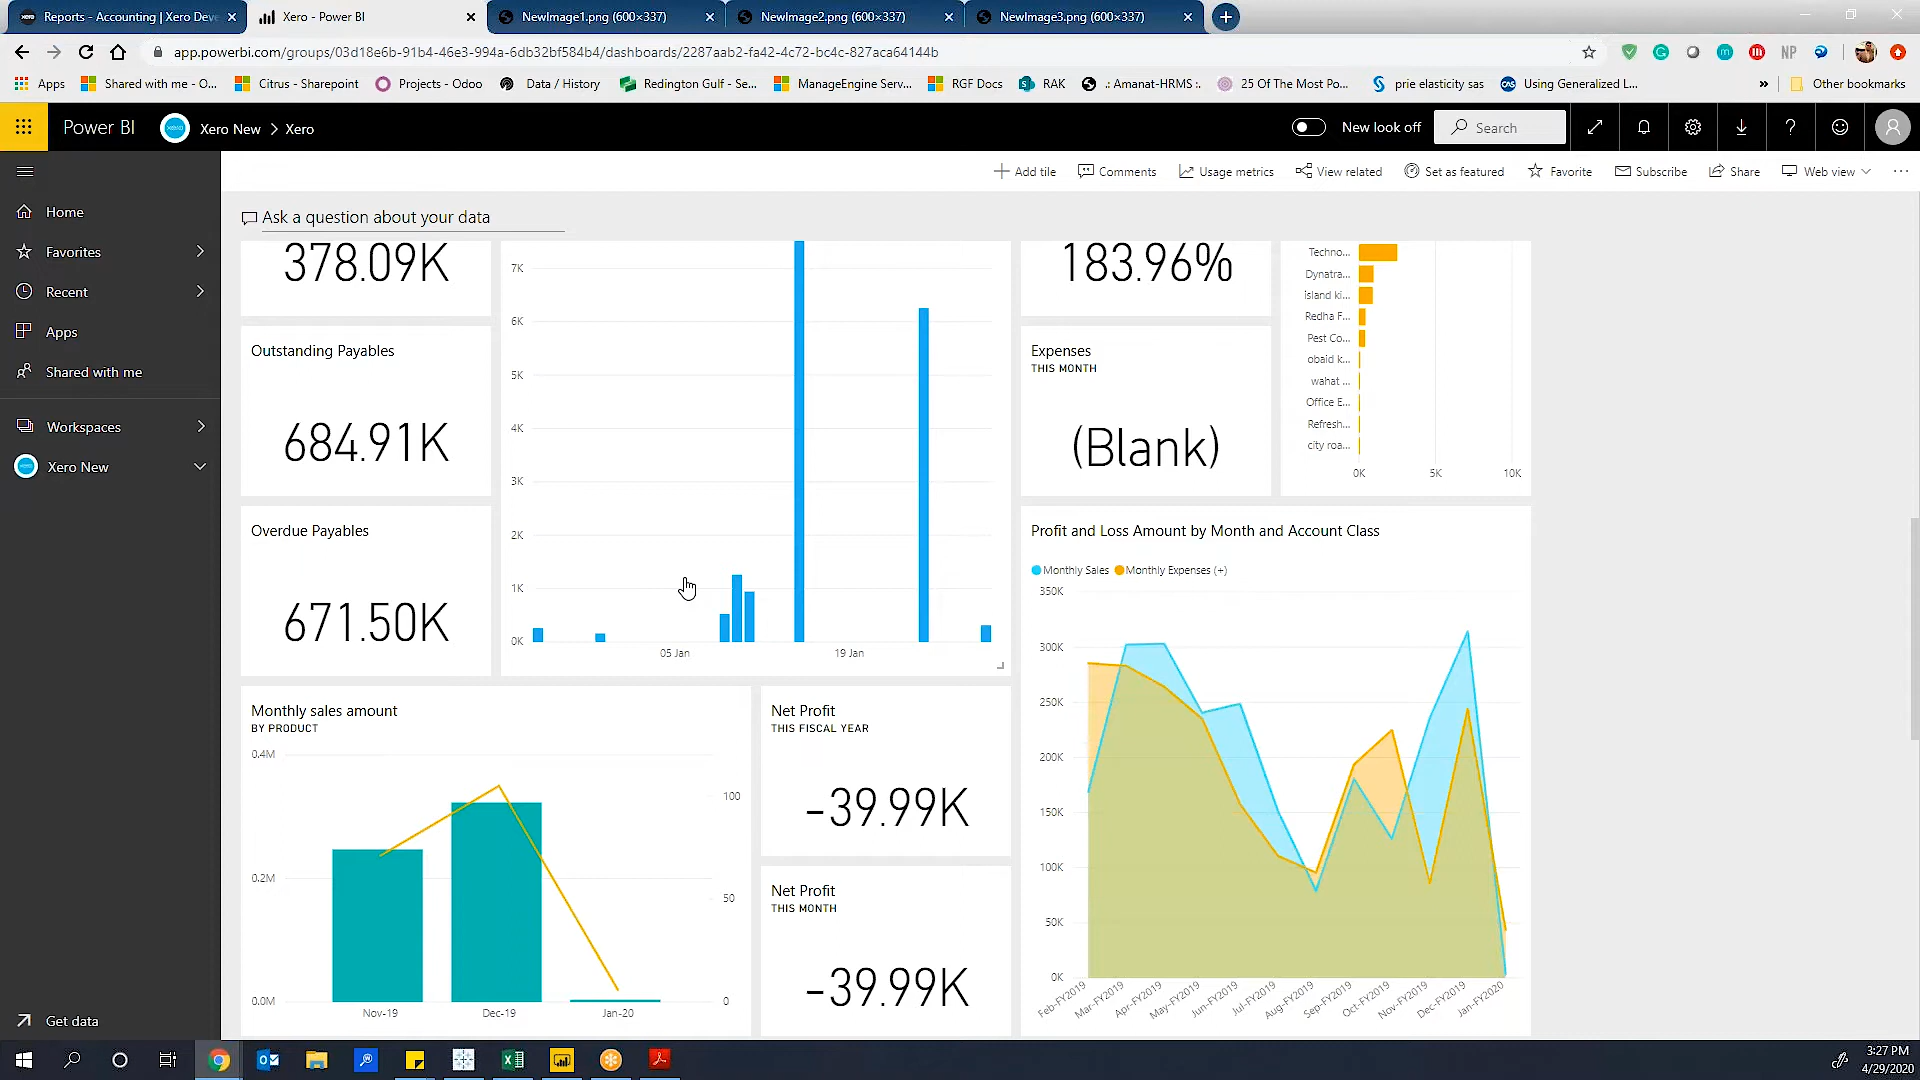 Reports - Accounting | Xero Deve
Xero - Power BI
NewImage1.png (600×337)
NewImage2.png (600×337)
NewImage3.png (600×337)
app.powerbi.com/groups/03d18e6b-91b4-46e3-994a-6db32bf584b4/dashboards/2287aab2-fa42-4c72-bc4c-827aca64144b
Apps
Shared with me - O...
Citrus - Sharepoint
Projects - Odoo
Data / History
Redington Gulf - Se...
ManageEngine Serv...
RGF Docs
RAK
.: Amanat-HRMS :.
25 Of The Most Po...
prie elasticity sas
Using Generalized L...
»
Other bookmarks
Power BI
Xero New > Xero
New look off
Search
Add tile
Comments
Usage metrics
View related
Set as featured
Favorite
Subscribe
Share
Web view
Home
Favorites
Recent
Apps
Shared with me
Workspaces
Xero New
Get data
Ask a question about your data
378.09K
Outstanding Payables
684.91K
Overdue Payables
671.50K
7K
6K
5K
4K
3K
2K
1K
0K
05 Jan
19 Jan
183.96%
Expenses
THIS MONTH
(Blank)
Techno...
Dynatra...
island ki...
Redha F...
Pest Co...
obaid k...
wahat ...
Office E...
Refresh...
city roa...
0K
5K
10K
Monthly sales amount
BY PRODUCT
0.4M
0.2M
0.0M
100
50
0
Nov-19
Dec-19
Jan-20
Net Profit
THIS FISCAL YEAR
-39.99K
Net Profit
THIS MONTH
-39.99K
Profit and Loss Amount by Month and Account Class
Monthly Sales
Monthly Expenses (+)
350K
300K
250K
200K
150K
100K
50K
0K
Feb-FY2019
Mar-FY2019
Apr-FY2019
May-FY2019
Jun-FY2019
Jul-FY2019
Aug-FY2019
Sep-FY2019
Oct-FY2019
Nov-FY2019
Dec-FY2019
Jan-FY2020
3:27 PM
4/29/2020